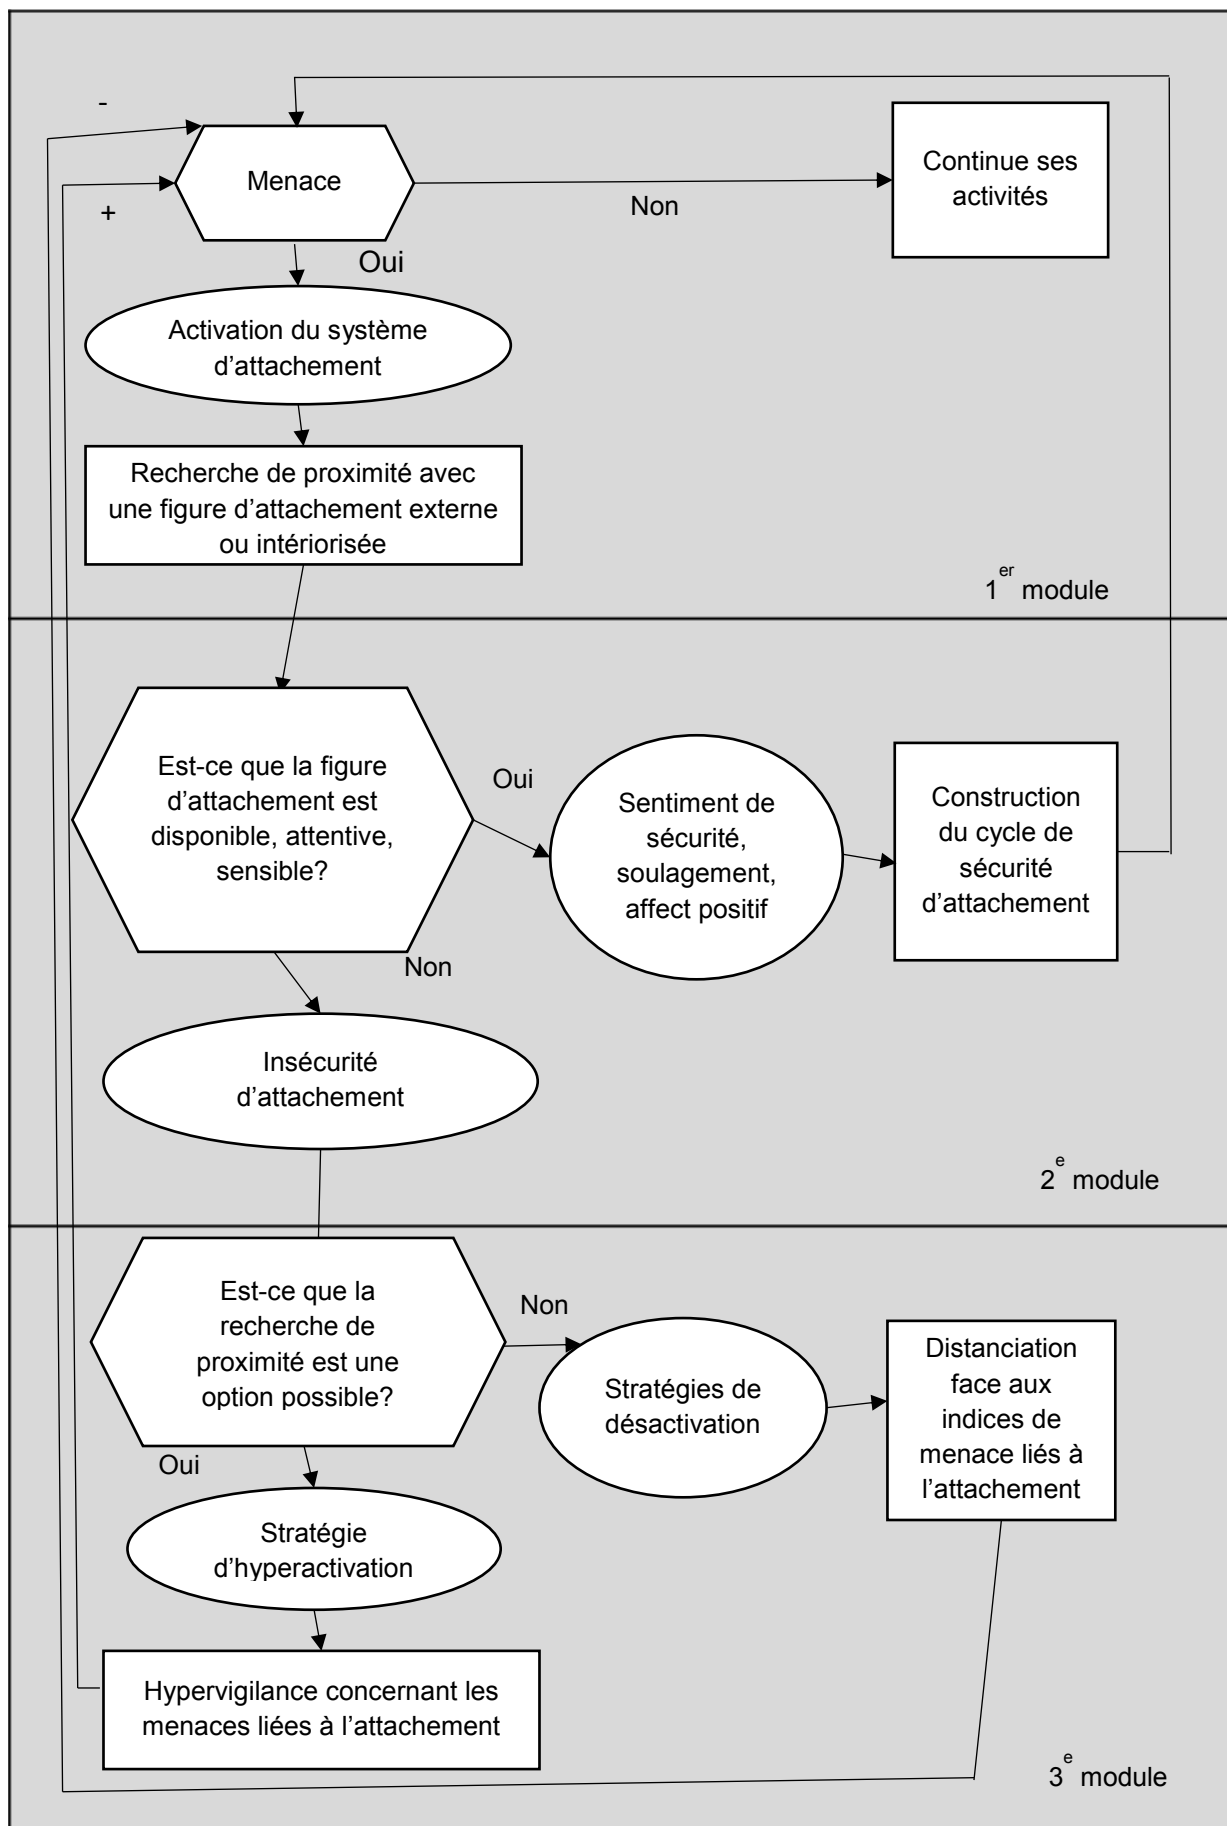 -
Menace
+
Non
Continue ses
activités
Oui
Activation du système
d’attachement
Recherche de proximité avec
une figure d’attachement externe
ou intériorisée
1er module
Est-ce que la figure
d’attachement est
disponible, attentive,
sensible?
Oui
Sentiment de
sécurité,
soulagement,
affect positif
Construction
du cycle de
sécurité
d’attachement
Non
Insécurité
d’attachement
2e module
Est-ce que la
recherche de
proximité est une
option possible?
Non
Stratégies de
désactivation
Distanciation
face aux
indices de
menace liés à
l’attachement
Oui
Stratégie
d’hyperactivation
Hypervigilance concernant les
menaces liées à l’attachement
3e module